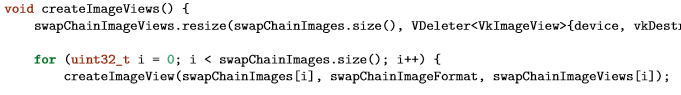 void createImageViews() {
swapChainImageViews.resize(swapChainImages.size(), VDeleter<VkImageView>{device, vkDestr
for (uint32_t i = 0; i < swapChainImages.size(); i++) {
createImageView(swapChainImages[i], swapChainImageFormat, swapChainImageViews[i]);